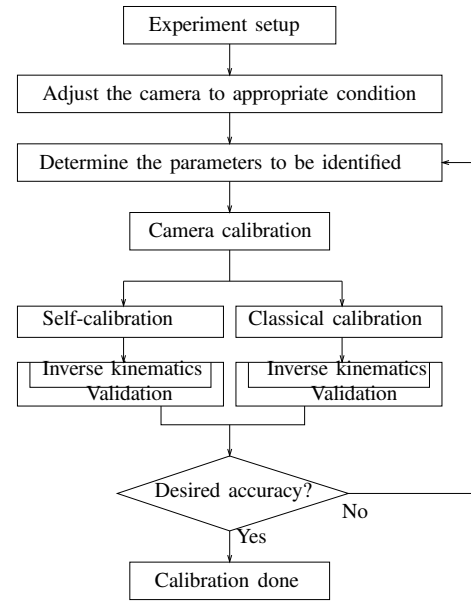 Experiment setup
Adjust the camera to appropriate condition
Determine the parameters to be identified
Camera calibration
Self-calibration
Classical calibration
Inverse kinematics
Validation
Inverse kinematics
Validation
Desired accuracy?
No
Yes
Calibration done